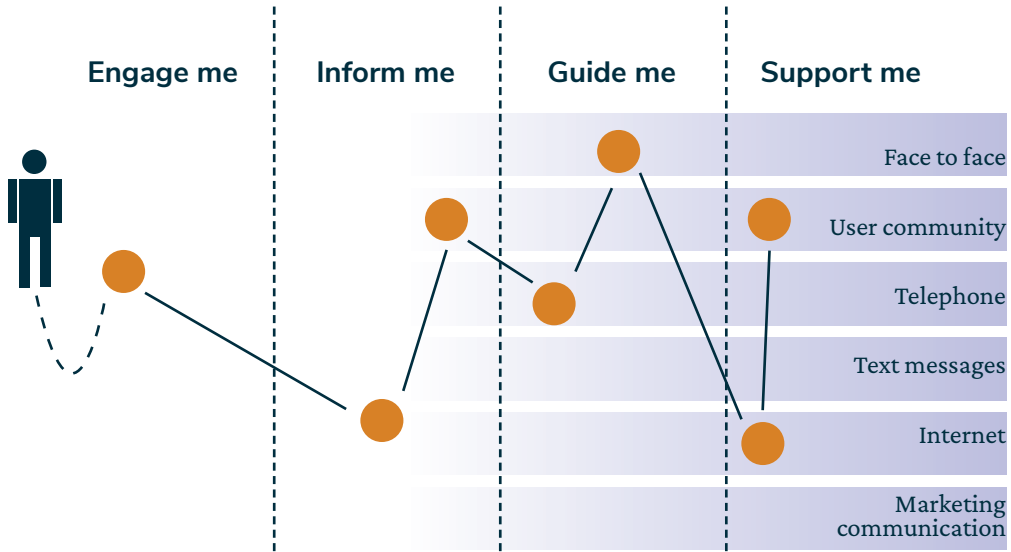 Engage me
Inform me
Guide me
Support me
Face to face
User community
Telephone
Text messages
Internet
Marketing
communication